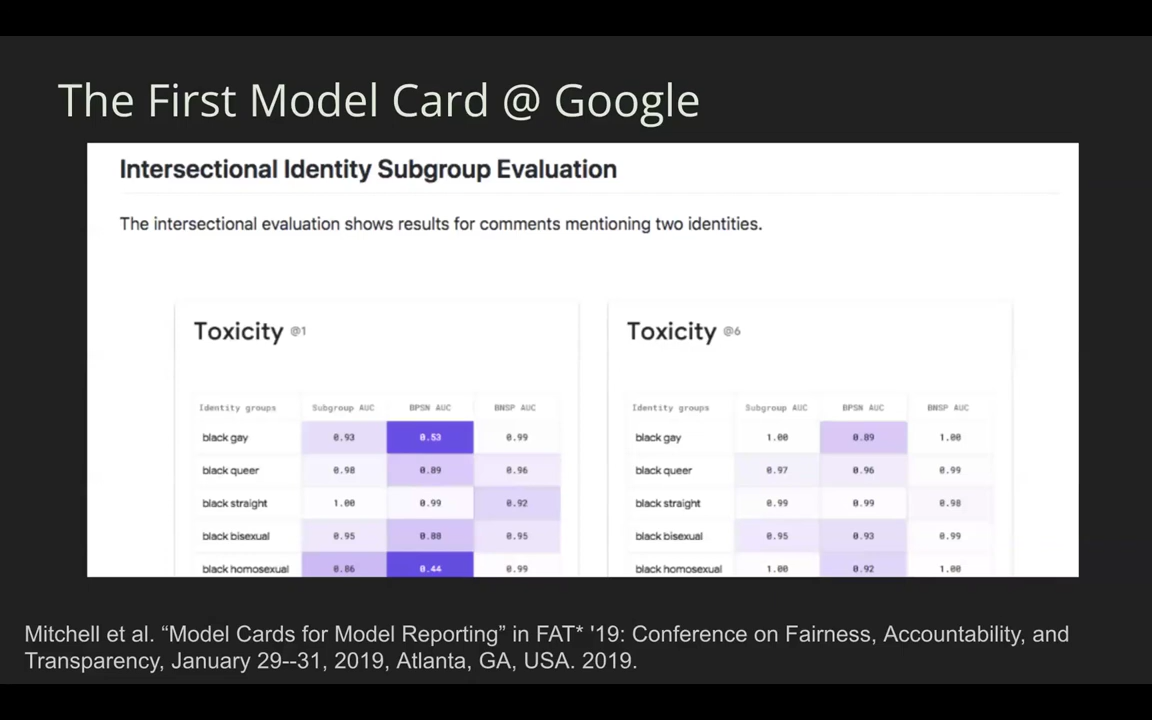 The First Model Card @ Google
Intersectional Identity Subgroup Evaluation
The intersectional evaluation shows results for comments mentioning two identities.
Toxicity @1
Identity groups Subgroup AUC BPSN AUC BNSP AUC
black gay 0.93 0.53 0.99
black queer 0.98 0.89 0.96
black straight 1.00 0.99 0.92
black bisexual 0.95 0.88 0.95
black homosexual 0.86 0.44 0.99
Toxicity @6
Identity groups Subgroup AUC BPSN AUC BNSP AUC
black gay 1.00 0.89 1.00
black queer 0.97 0.96 0.99
black straight 0.99 0.99 0.98
black bisexual 0.95 0.93 0.99
black homosexual 1.00 0.92 1.00
Mitchell et al. “Model Cards for Model Reporting” in FAT* '19: Conference on Fairness, Accountability, and
Transparency, January 29--31, 2019, Atlanta, GA, USA. 2019.